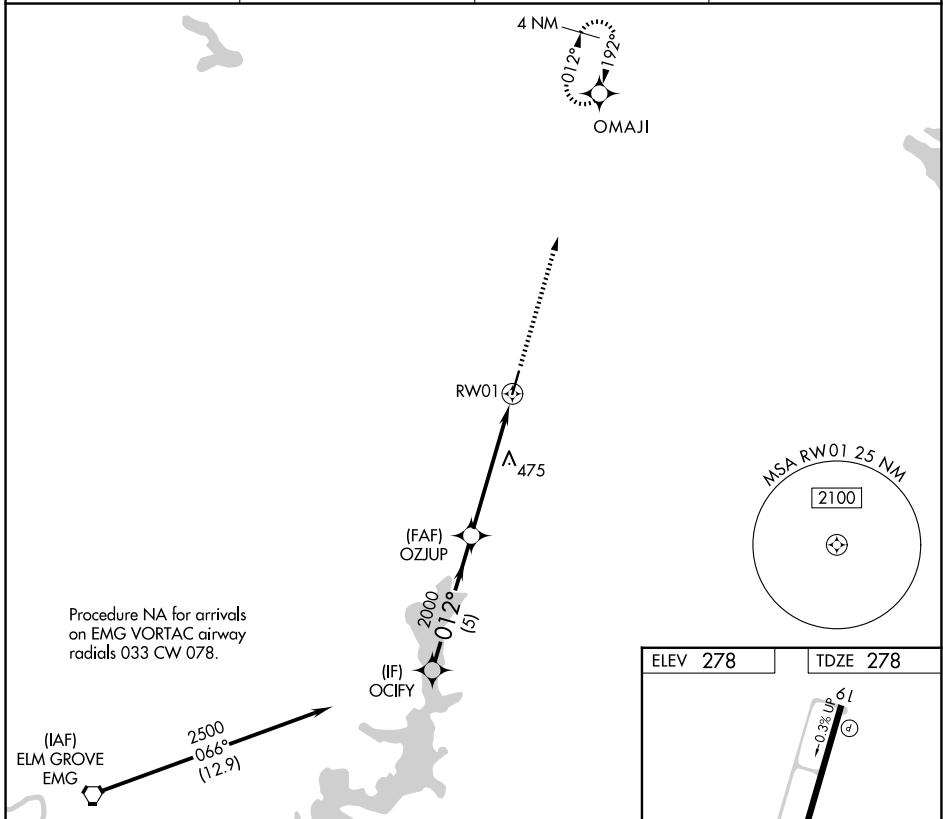 4 NM
012°
192°
OMAJI
RW01
475
(FAF)
OZJUP
2000
012°
(5)
(IF)
OCIFY
MSA RW01 25 NM
2100
Procedure NA for arrivals
on EMG VORTAC airway
radials 033 CW 078.
2500
066°
(12.9)
(IAF)
ELM GROVE
EMG
ELEV 278
TDZE 278
19
0.3% UP
P